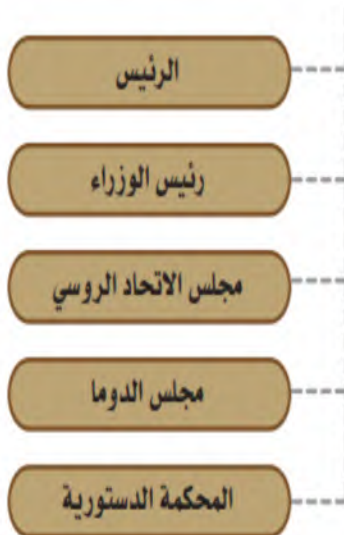 الرئيس
رئيس الوزراء
مجلس الاتحاد الروسي
مجلس الدوما
المحكمة الدستورية